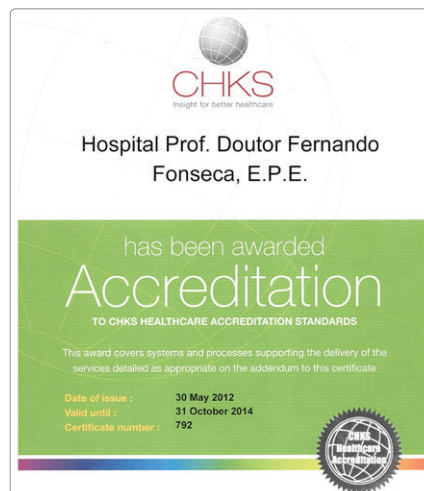 CHKS
Insight for better healthcare
Hospital Prof. Doutor Fernando
Fonseca, E.P.E.
has been awarded
Accreditation
TO CHKS HEALTHCARE ACCREDITATION STANDARDS
This award covers systems and processes supporting the delivery of the
services detailed as appropriate on the addendum to this certificate
Date of issue : 30 May 2012
Valid until : 31 October 2014
Certificate number : 792
CHKS
Healthcare
Accreditation